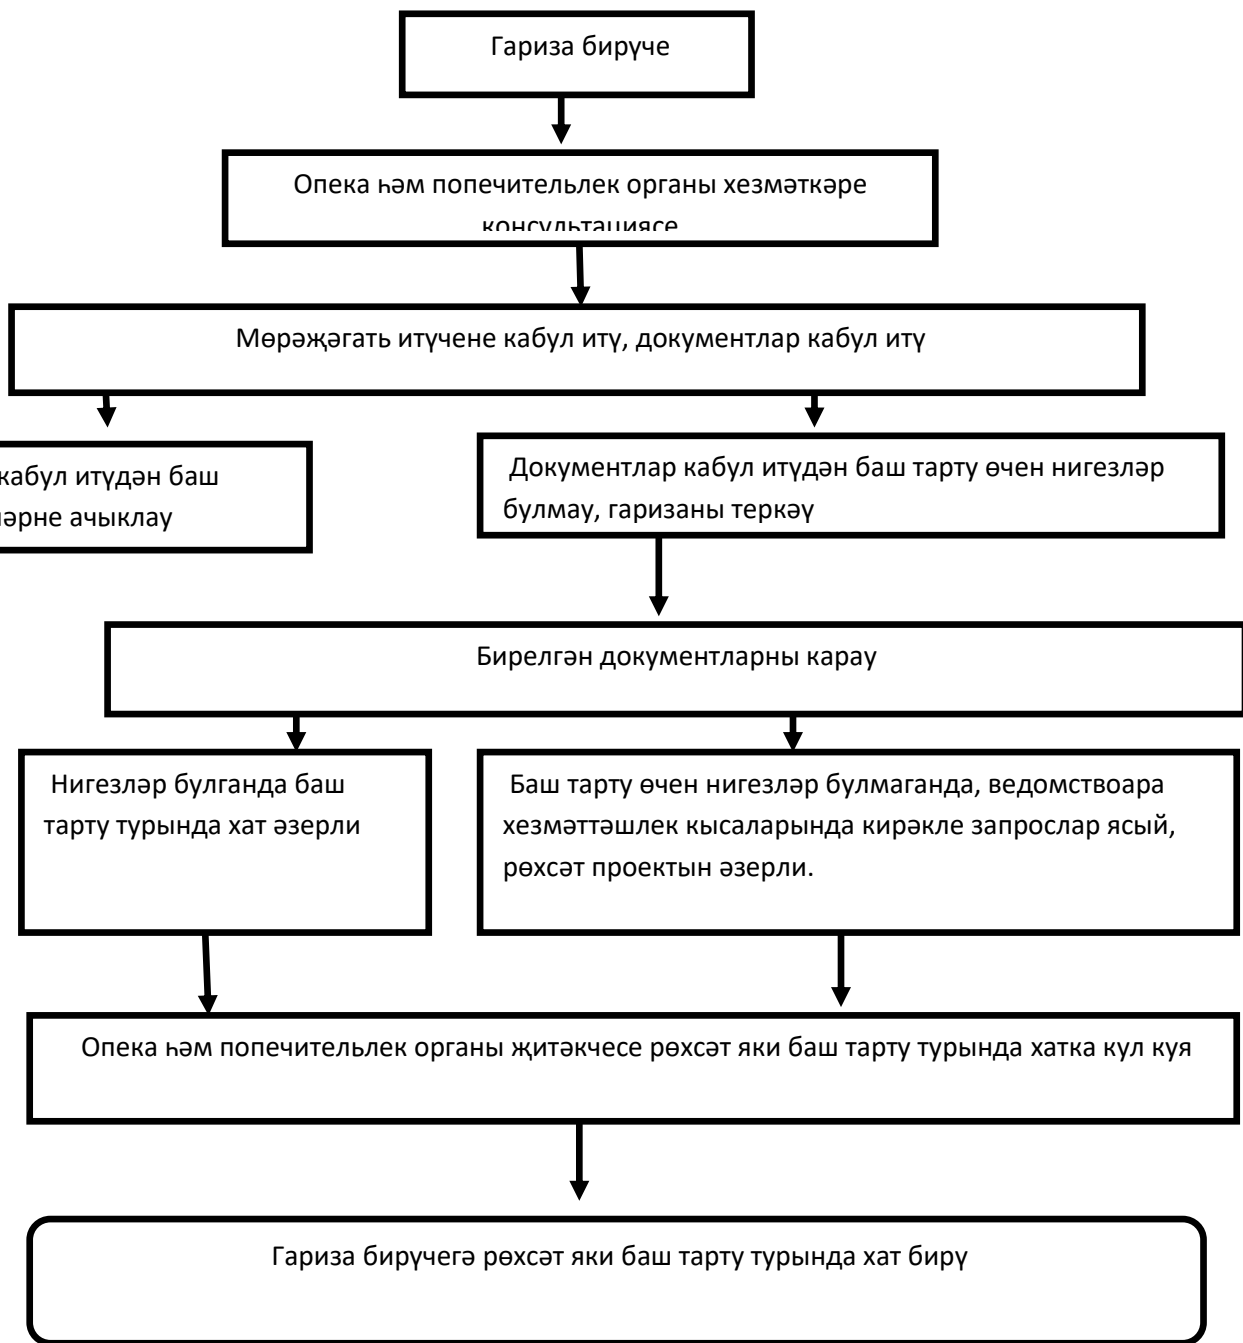 Гариза бирүче
Опека һәм попечительлек органы хезмәткәре
консультациясе
Мөрәҗәгать итүчене кабул итү, документлар кабул итү
кабул итүдән баш
ачыклау
Документлар кабул итүдән баш тарту өчен нигезләр
булмау, гаризаны теркәү
Бирелгән документларны карау
Нигезләр булганда баш
тарту турында хат әзерли
Баш тарту өчен нигезләр булмаганда, ведомствоара
хезмәттәшлек кысаларында кирәкле запрослар ясый,
рөхсәт проектын әзерли.
Опека һәм попечительлек органы җитәкчесе рөхсәт яки баш тарту турында хатка кул куя
Гариза бирүчегә рөхсәт яки баш тарту турында хат бирү